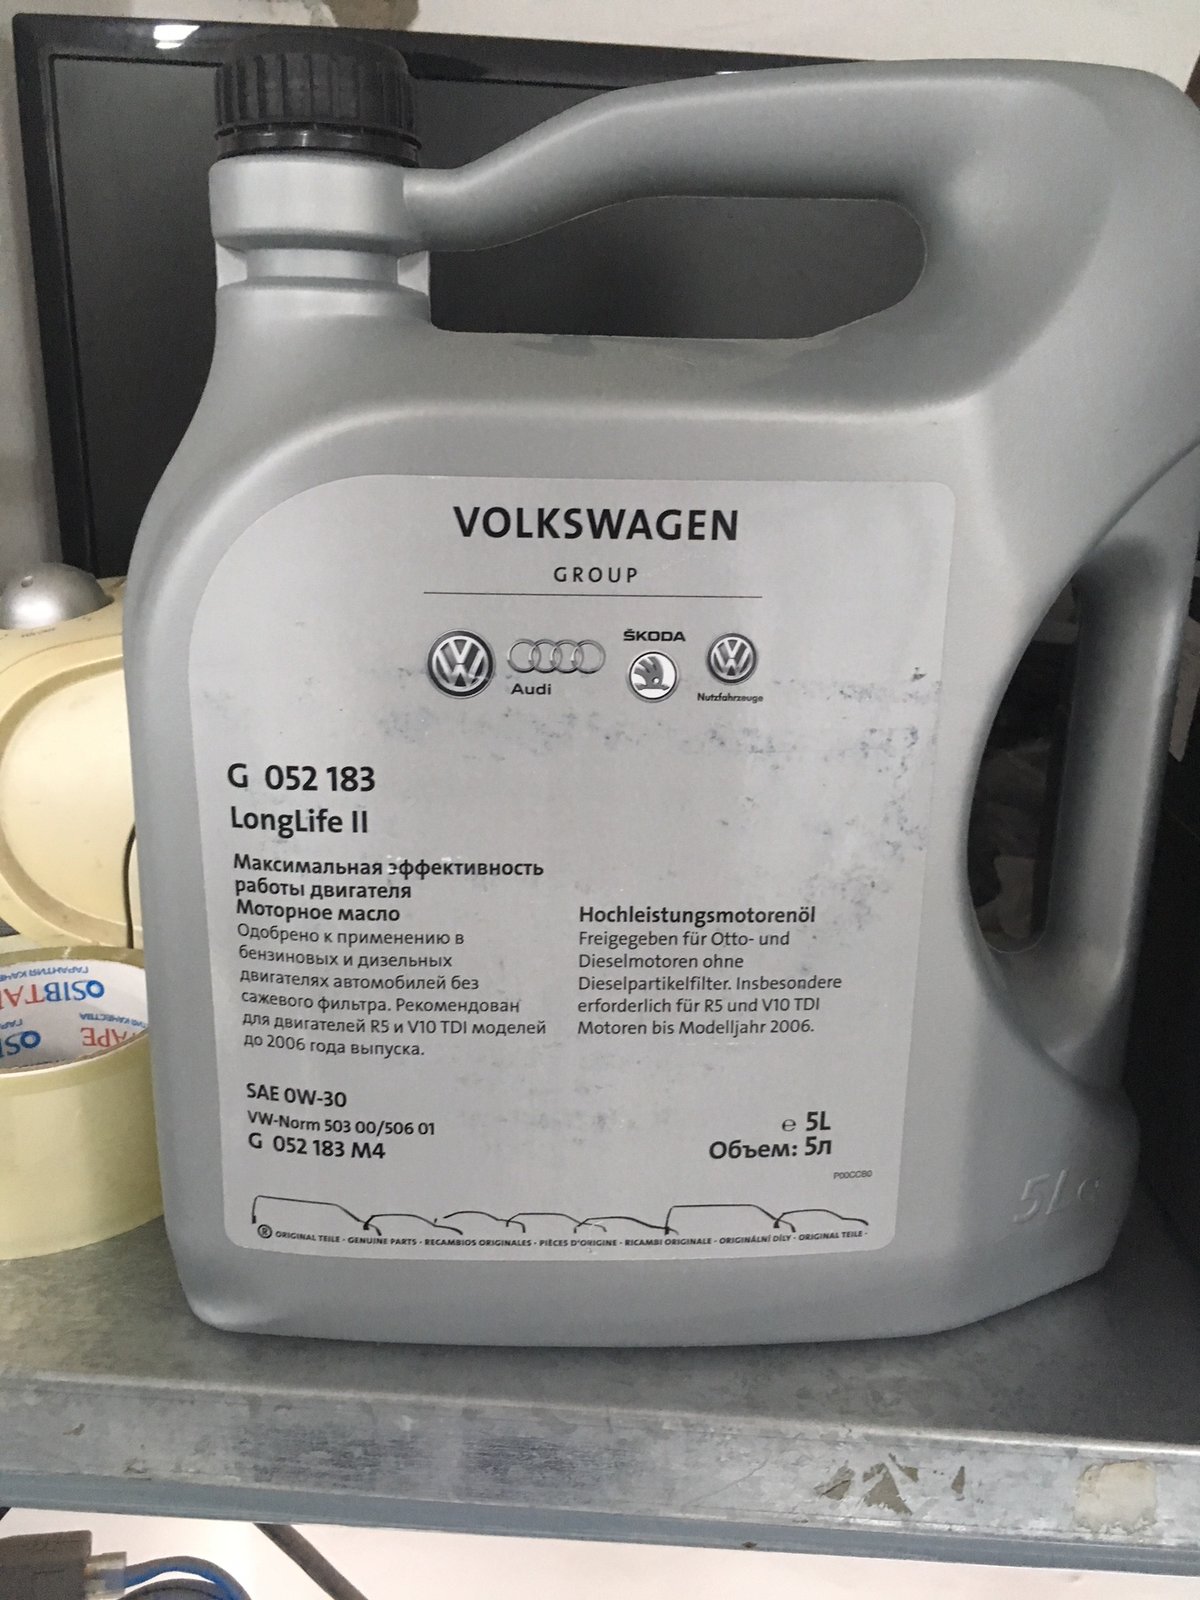 VOLKSWAGEN
GROUP
Audi
ŠKODA
Nutzfahrzeuge
G 052 183
LongLife II
Максимальная эффективность
работы двигателя
Моторное масло
Одобрено к применению в
бензиновых и дизельных
двигателях автомобилей без
сажевого фильтра. Рекомендован
для двигателей R5 и V10 TDI моделей
до 2006 года выпуска.
Hochleistungsmotorenöl
Freigegeben für Otto- und
Dieselmotoren ohne
Dieselpartikelfilter. Insbesondere
erforderlich für R5 und V10 TDI
Motoren bis Modelljahr 2006.
SAE 0W-30
VW-Norm 503 00/506 01
G 052 183 M4
e 5L
Объем: 5л
P00CCB0
® ORIGINAL TEILE · GENUINE PARTS · RECAMBIOS ORIGINALES · PIÈCES D'ORIGINE · RICAMBI ORIGINALE · ORIGINÁLNÍ DÍLY · ORIGINAL TEILE ·
5L e
ГАРАНТИЯ
OSIBTA
КАЧЕСТВА
APE